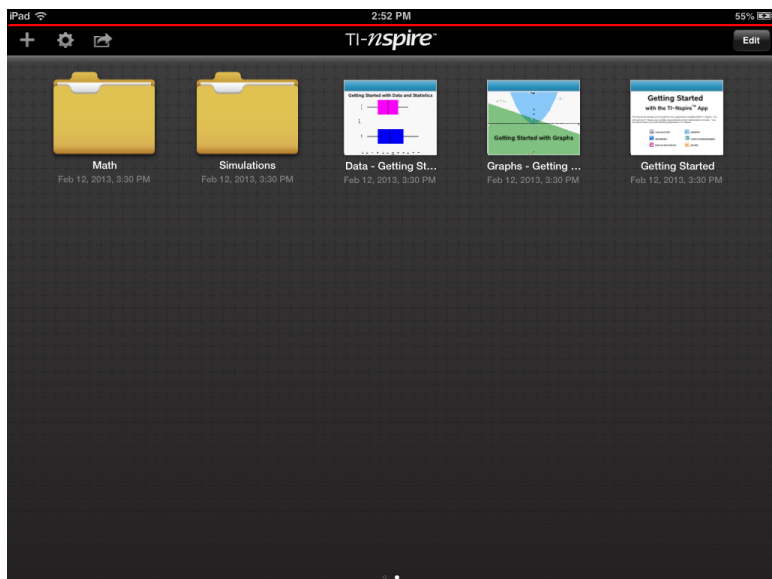 iPad 2:52 PM 55%
TI-nspire™ Edit
Getting Started with Data and Statistics
Getting Started with Graphs
Getting Started
with the TI-Nspire™ App
Math Simulations Data - Getting St... Graphs - Getting ... Getting Started
Feb 12, 2013, 3:30 PM Feb 12, 2013, 3:30 PM Feb 12, 2013, 3:30 PM Feb 12, 2013, 3:30 PM Feb 12, 2013, 3:30 PM